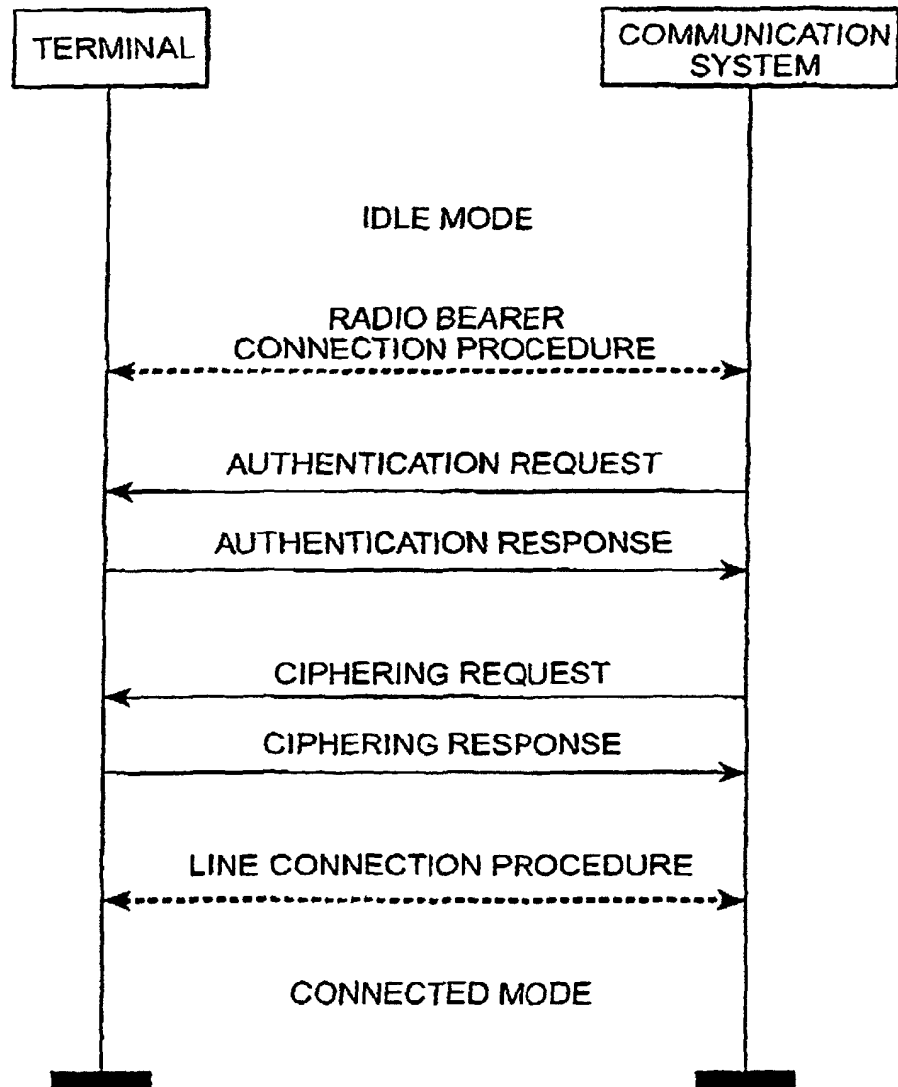 TERMINAL
COMMUNICATION
SYSTEM
IDLE MODE
RADIO BEARER
CONNECTION PROCEDURE
AUTHENTICATION REQUEST
AUTHENTICATION RESPONSE
CIPHERING REQUEST
CIPHERING RESPONSE
LINE CONNECTION PROCEDURE
CONNECTED MODE